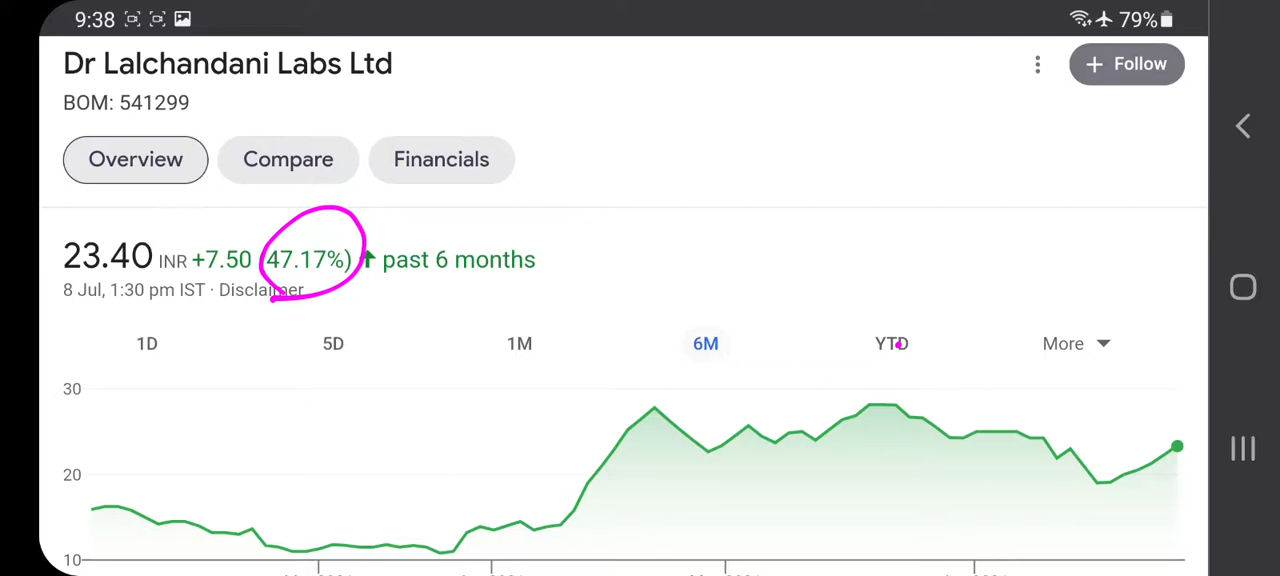 9:38 79%
Dr Lalchandani Labs Ltd
+ Follow
BOM: 541299
Overview Compare Financials
23.40 INR +7.50 (47.17%) ↑ past 6 months
8 Jul, 1:30 pm IST · Disclaimer
1D 5D 1M 6M YTD More
30
20
10